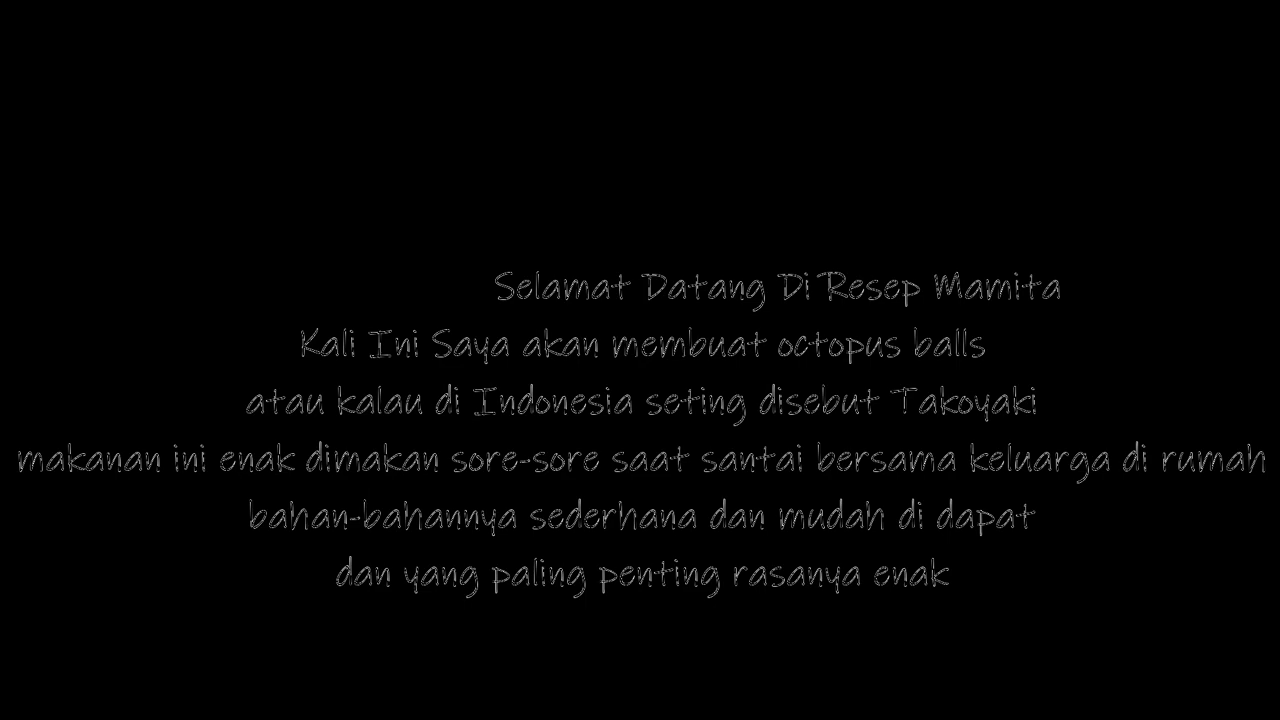 Selamat Datang Di Resep Mamita
Kali Ini Saya akan membuat octopus balls
atau kalau di Indonesia seting disebut Takoyaki
makanan ini enak dimakan sore-sore saat santai bersama keluarga di rumah
bahan-bahannya sederhana dan mudah di dapat
dan yang paling penting rasanya enak